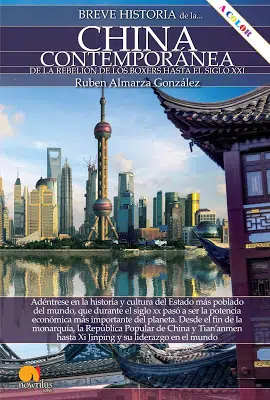 BREVE HISTORIA de la...
A COLOR
CHINA
CONTEMPORÁNEA
DE LA REBELIÓN DE LOS BOXERS HASTA EL SIGLO XXI
Ruben Almarza González
Adéntrese en la historia y cultura del Estado más poblado
del mundo, que durante el siglo xx pasó a ser la potencia
económica más importante del planeta. Desde el fin de la
monarquía, la República Popular de China y Tian'anmen
hasta Xi Jinping y su liderazgo en el mundo
nowtilus